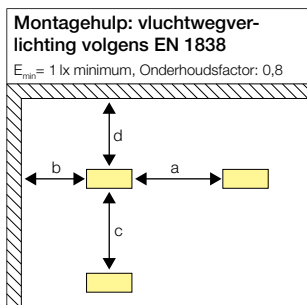 Montagehulp: vluchtwegver-
lichting volgens EN 1838
Emin= 1 lx minimum, Onderhoudsfactor: 0,8
d
b
a
c